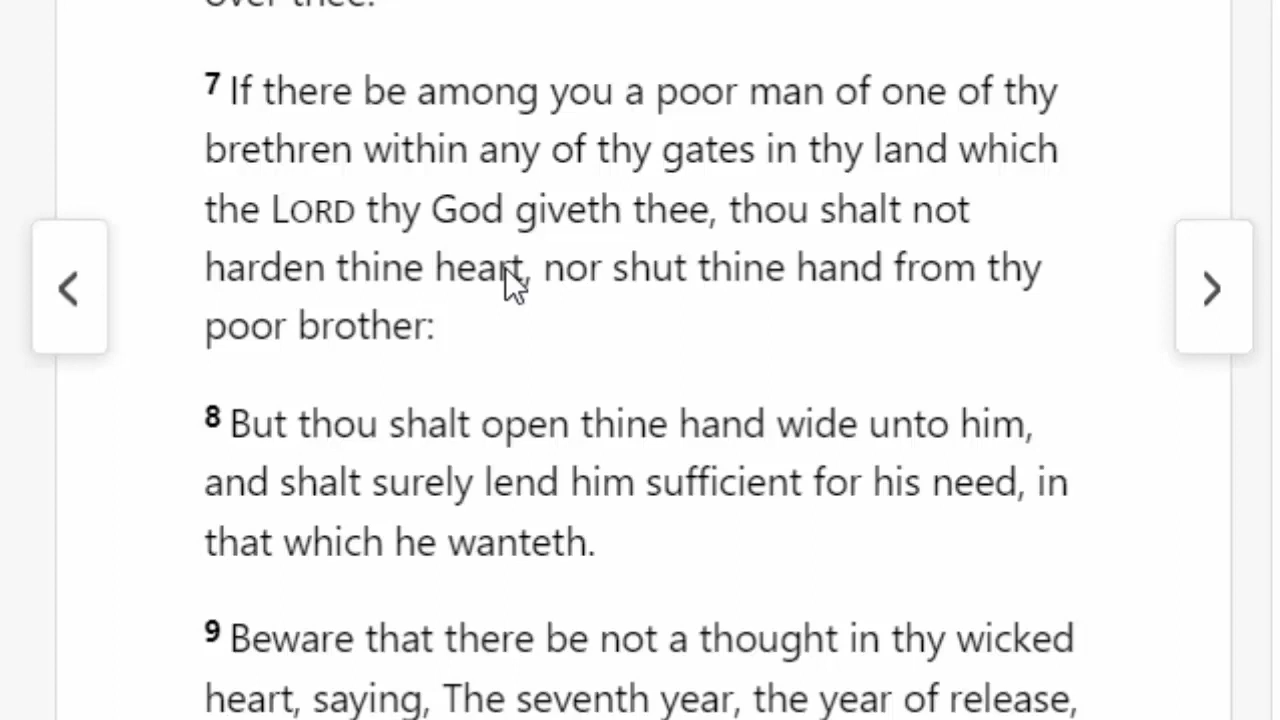 over thee.
7 If there be among you a poor man of one of thy
brethren within any of thy gates in thy land which
the LORD thy God giveth thee, thou shalt not
harden thine heart, nor shut thine hand from thy
poor brother:
8 But thou shalt open thine hand wide unto him,
and shalt surely lend him sufficient for his need, in
that which he wanteth.
9 Beware that there be not a thought in thy wicked
heart, saying, The seventh year, the year of release,